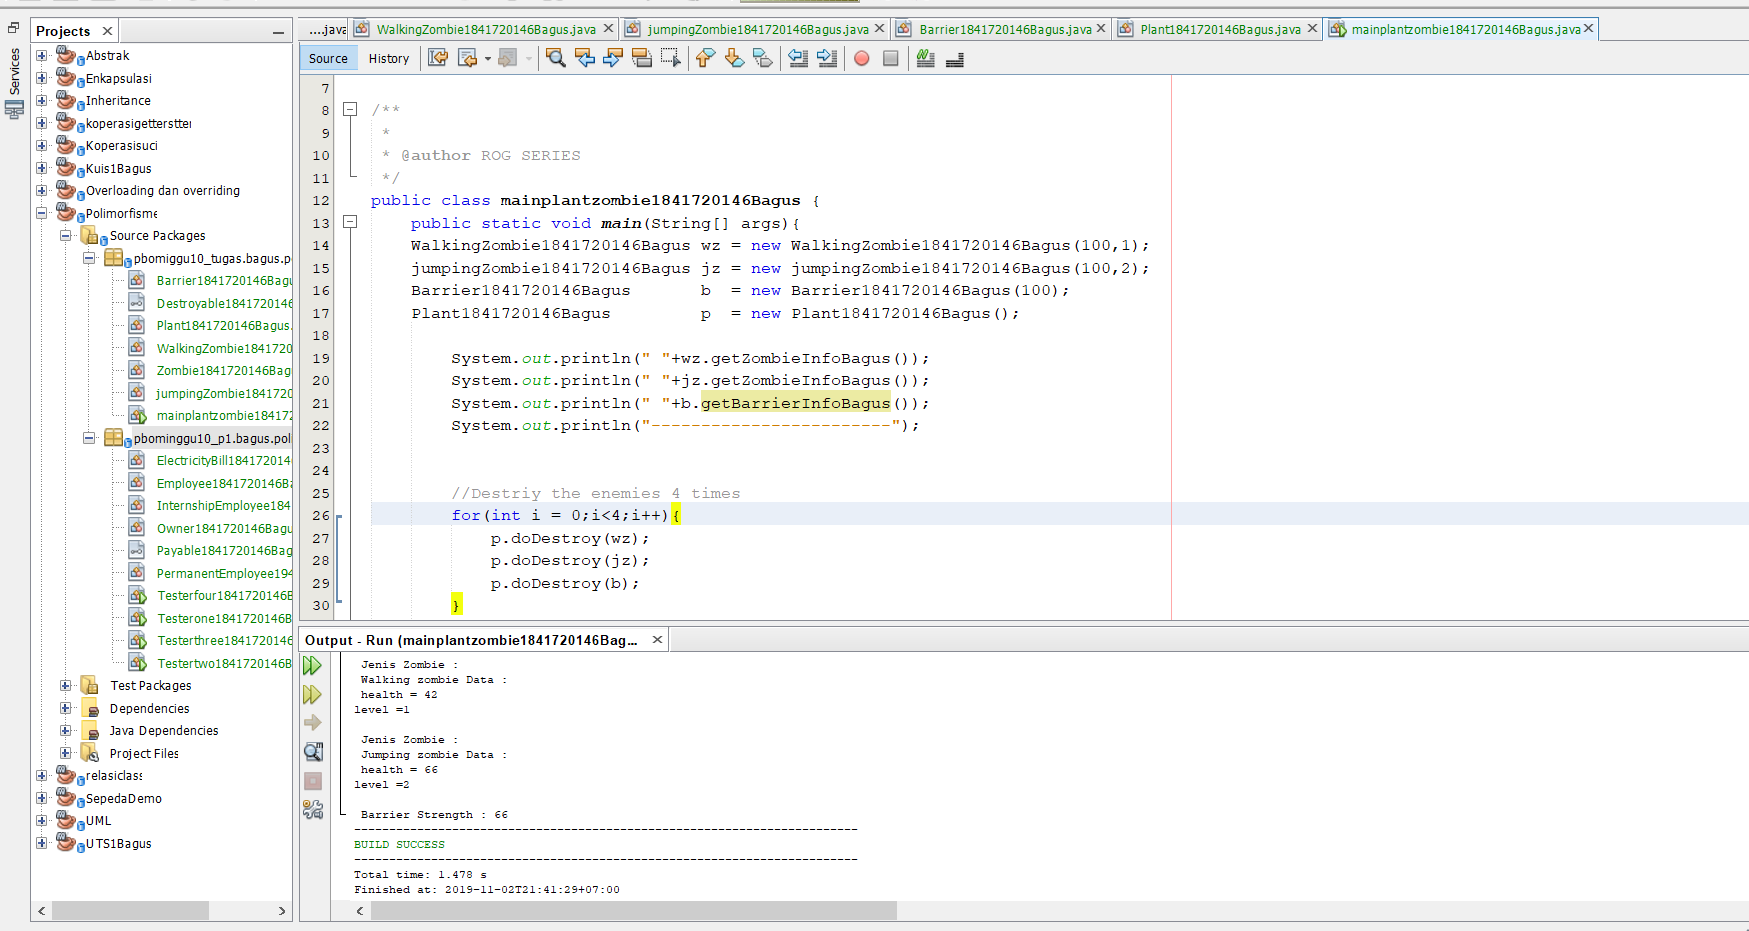 Services
Projects
Abstrak
Enkapsulasi
Inheritance
koperasigettersttei
Koperasisuci
Kuis1Bagus
Overloading dan overriding
Polimorfisme
Source Packages
pbomiggu10_tugas.bagus.p
Barrier1841720146Bagu
Destroyable184172014
Plant1841720146Bagus.
WalkingZombie1841720
Zombie1841720146Bag
jumpingZombie184172
mainplantzombie18417
pbominggu10_p1.bagus.pol
ElectricityBill184172014
Employee1841720146Ba
InternshipEmployee184
Owner1841720146Bagu
Payable1841720146Bag
PermanentEmployee194
Testerfour1841720146B
Testerone1841720146B
Testerthree1841720146
Testertwo1841720146B
Test Packages
Dependencies
Java Dependencies
Project Files
relasiclass
SepedaDemo
UML
UTS1Bagus
....java WalkingZombie1841720146Bagus.java jumpingZombie1841720146Bagus.java Barrier1841720146Bagus.java Plant1841720146Bagus.java mainplantzombie1841720146Bagus.java
Source History
7
8 /**
9 *
10 * @author ROG SERIES
11 */
12 public class mainplantzombie1841720146Bagus {
13 public static void main(String[] args){
14 WalkingZombie1841720146Bagus wz = new WalkingZombie1841720146Bagus(100,1);
15 jumpingZombie1841720146Bagus jz = new jumpingZombie1841720146Bagus(100,2);
16 Barrier1841720146Bagus b = new Barrier1841720146Bagus(100);
17 Plant1841720146Bagus p = new Plant1841720146Bagus();
18
19 System.out.println(" "+wz.getZombieInfoBagus());
20 System.out.println(" "+jz.getZombieInfoBagus());
21 System.out.println(" "+b.getBarrierInfoBagus());
22 System.out.println("------------------------");
23
24
25 //Destriy the enemies 4 times
26 for(int i = 0;i<4;i++){
27 p.doDestroy(wz);
28 p.doDestroy(jz);
29 p.doDestroy(b);
30 }
Output - Run (mainplantzombie1841720146Bag...
Jenis Zombie :
Walking zombie Data :
health = 42
level =1
Jenis Zombie :
Jumping zombie Data :
health = 66
level =2
Barrier Strength : 66
------------------------------------------------------------------------
BUILD SUCCESS
------------------------------------------------------------------------
Total time: 1.478 s
Finished at: 2019-11-02T21:41:29+07:00